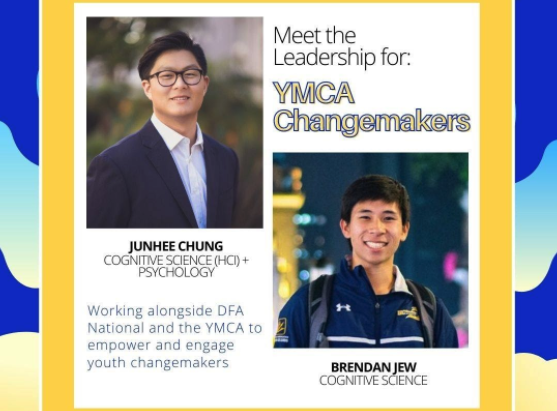 Meet the
Leadership for:
YMCA
Changemakers
JUNHEE CHUNG
COGNITIVE SCIENCE (HCI) +
PSYCHOLOGY
Working alongside DFA
National and the YMCA to
empower and engage
youth changemakers
BRENDAN JEW
COGNITIVE SCIENCE